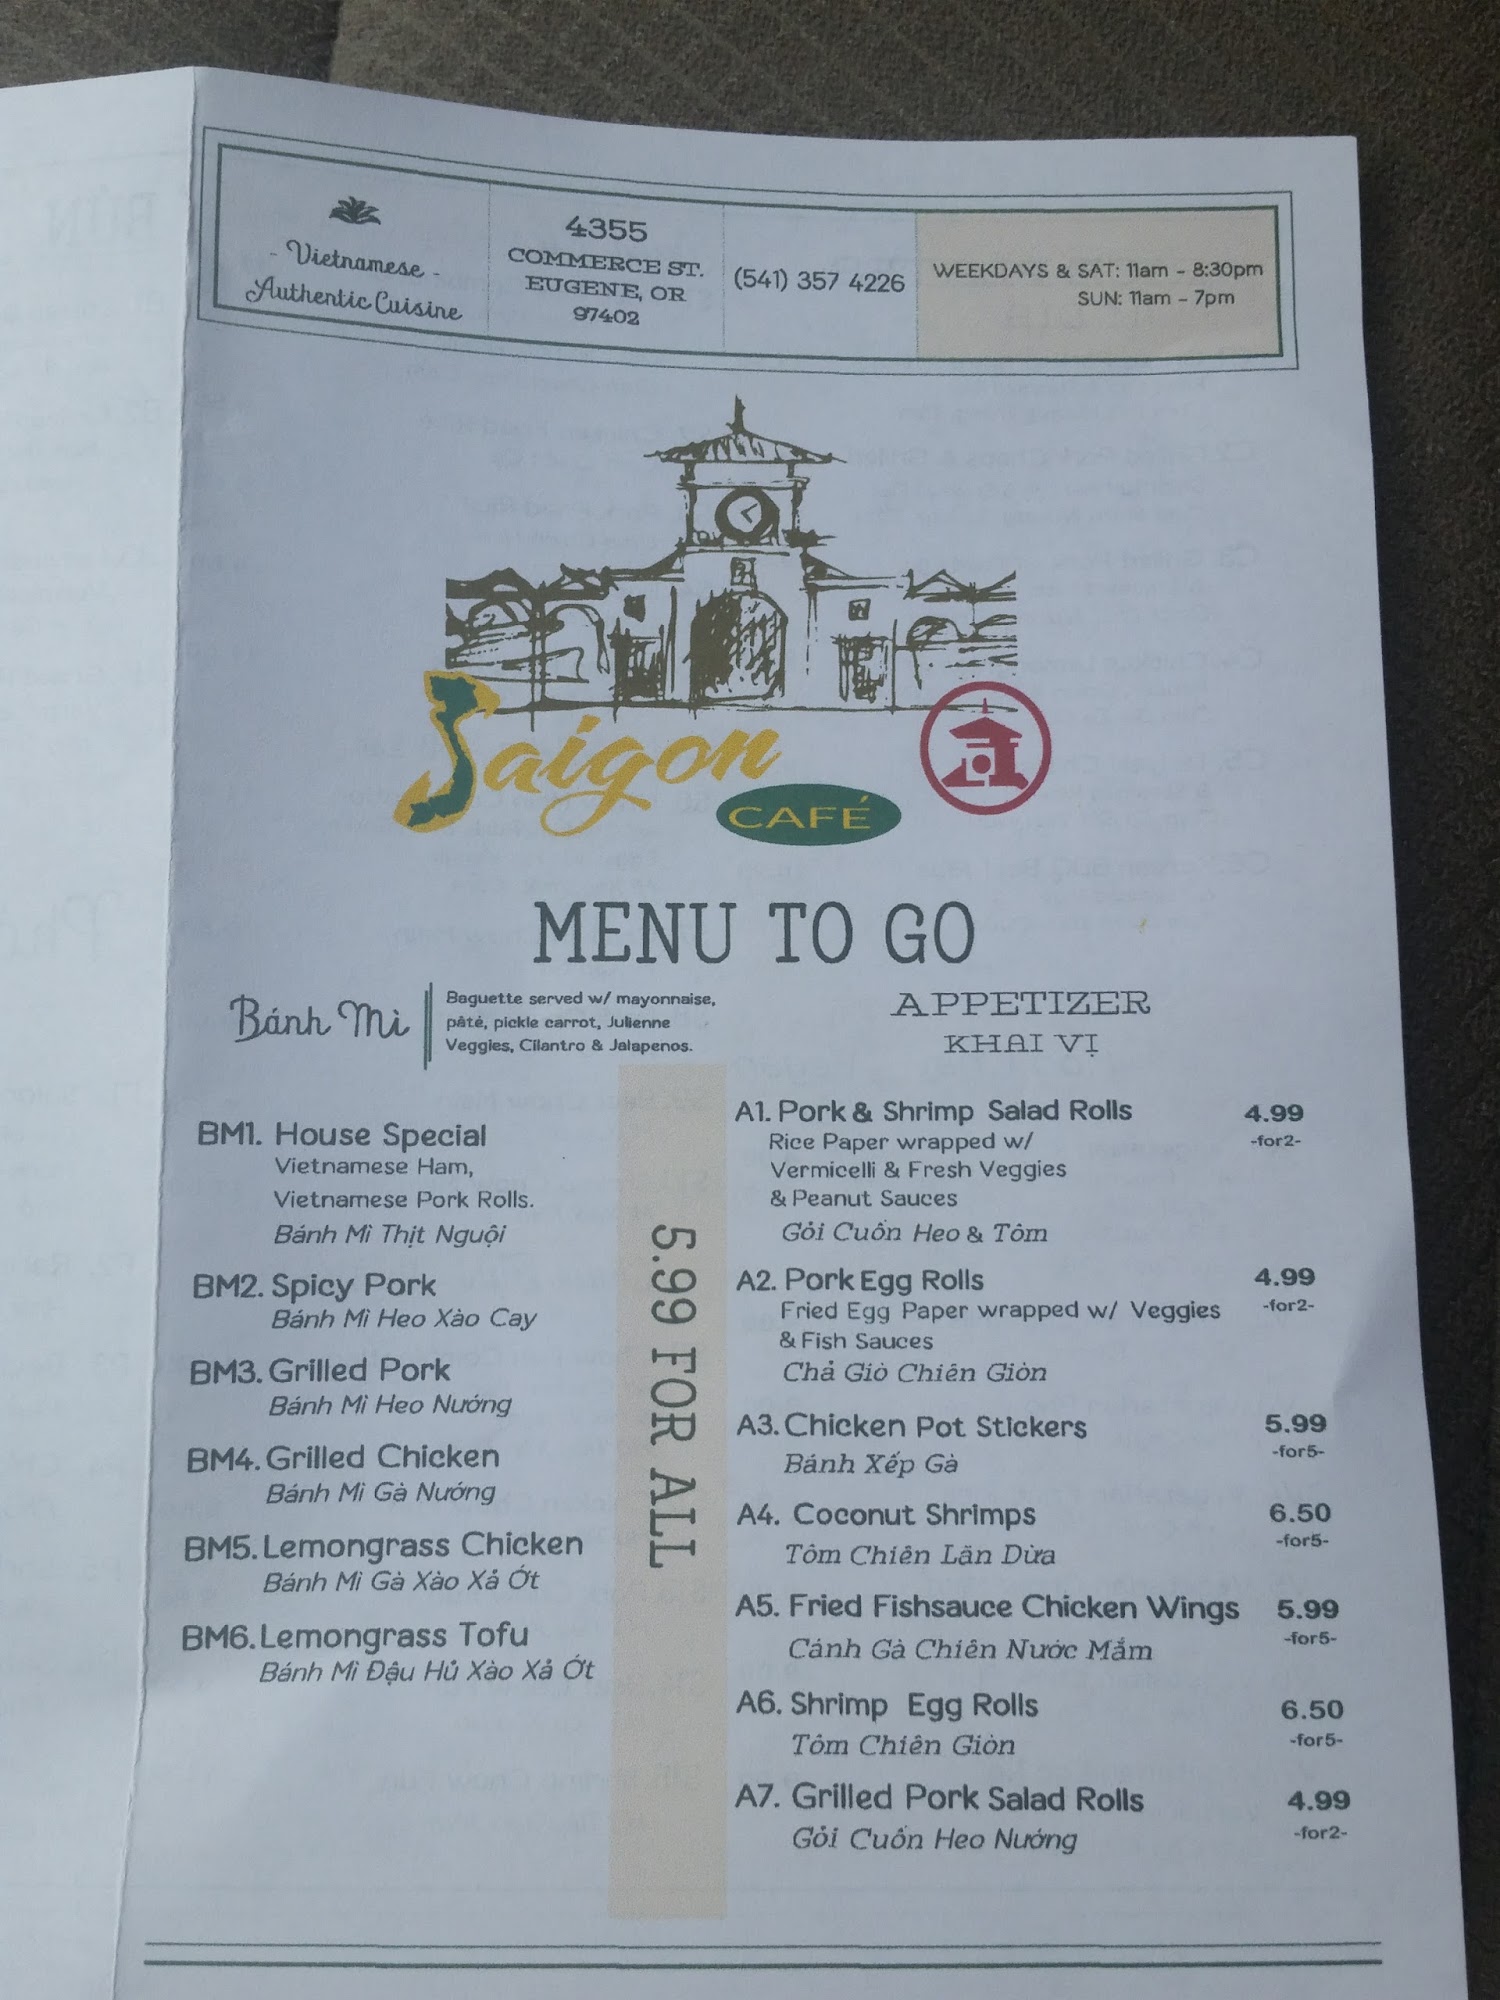 - Vietnamese -
Authentic Cuisine
4355
COMMERCE ST.
EUGENE, OR
97402
(541) 357 4226
WEEKDAYS & SAT: 11am - 8:30pm
SUN: 11am - 7pm
Saigon
CAFÉ
MENU TO GO
Bánh Mì
Baguette served w/ mayonnaise,
pâté, pickle carrot, Julienne
Veggies, Cilantro & Jalapenos.
BM1. House Special
Vietnamese Ham,
Vietnamese Pork Rolls.
Bánh Mì Thịt Nguội
BM2. Spicy Pork
Bánh Mì Heo Xào Cay
BM3. Grilled Pork
Bánh Mì Heo Nướng
BM4. Grilled Chicken
Bánh Mì Gà Nướng
BM5. Lemongrass Chicken
Bánh Mì Gà Xào Xả Ớt
BM6. Lemongrass Tofu
Bánh Mì Đậu Hủ Xào Xả Ớt
5.99 FOR ALL
APPETIZER
KHAI VỊ
A1. Pork & Shrimp Salad Rolls 4.99
Rice Paper wrapped w/ -for2-
Vermicelli & Fresh Veggies
& Peanut Sauces
Gỏi Cuốn Heo & Tôm
A2. Pork Egg Rolls 4.99
Fried Egg Paper wrapped w/ Veggies -for2-
& Fish Sauces
Chả Giò Chiên Giòn
A3. Chicken Pot Stickers 5.99
Bánh Xếp Gà -for5-
A4. Coconut Shrimps 6.50
Tôm Chiên Lăn Dừa -for5-
A5. Fried Fishsauce Chicken Wings 5.99
Cánh Gà Chiên Nước Mắm -for5-
A6. Shrimp Egg Rolls 6.50
Tôm Chiên Giòn -for5-
A7. Grilled Pork Salad Rolls 4.99
Gỏi Cuốn Heo Nướng -for2-